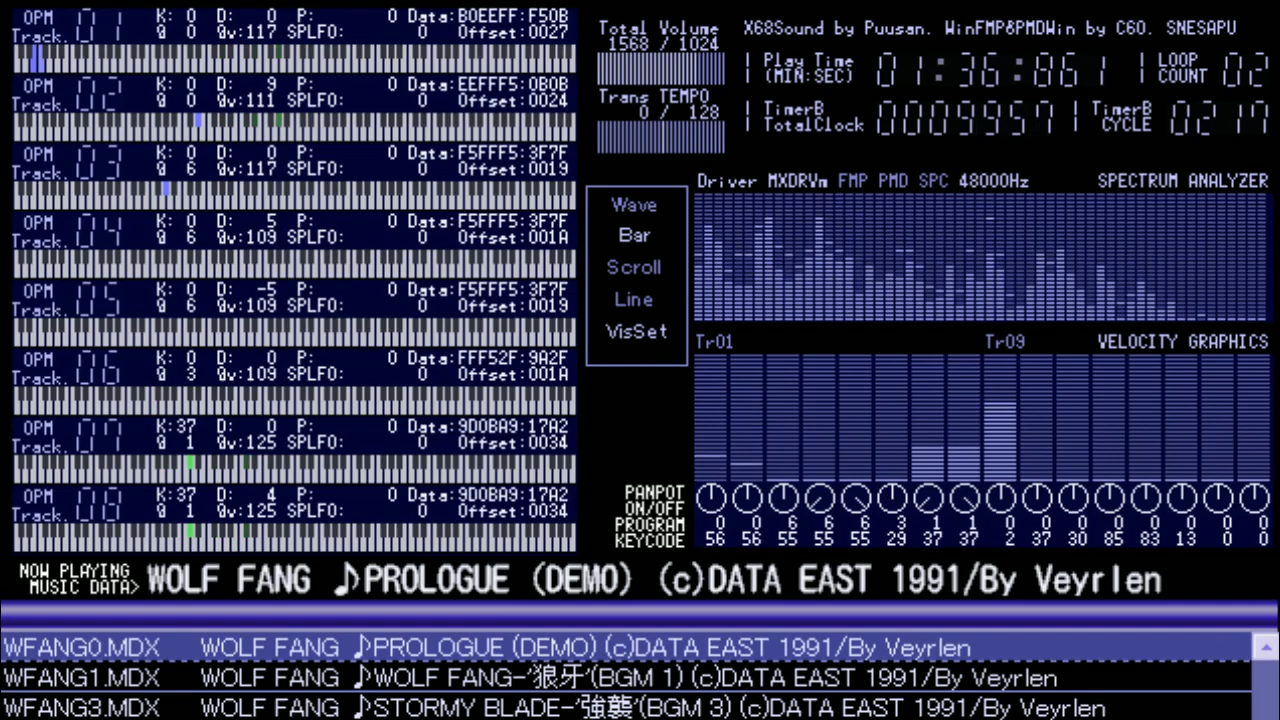 OPM 01 K: 0 D: 0 P: 0 Data:B0EEFF:F50B
Track. @ 0 @v:117 SPLFO: 0 Offset:0027
OPM 02 K: 0 D: 9 P: 0 Data:EEFFF5:0B0B
Track. @ 0 @v:111 SPLFO: 0 Offset:0024
OPM 03 K: 0 D: 0 P: 0 Data:F5FFF5:3F7F
Track. @ 6 @v:117 SPLFO: 0 Offset:0019
OPM 04 K: 0 D: 5 P: 0 Data:F5FFF5:3F7F
Track. @ 6 @v:109 SPLFO: 0 Offset:001A
OPM 05 K: 0 D: -5 P: 0 Data:F5FFF5:3F7F
Track. @ 6 @v:109 SPLFO: 0 Offset:0019
OPM 06 K: 0 D: 0 P: 0 Data:FFF52F:9A2F
Track. @ 3 @v:109 SPLFO: 0 Offset:001A
OPM 07 K:37 D: 0 P: 0 Data:9D0BA9:17A2
Track. @ 1 @v:125 SPLFO: 0 Offset:0034
OPM 08 K:37 D: 4 P: 0 Data:9D0BA9:17A2
Track. @ 1 @v:125 SPLFO: 0 Offset:0034
Total Volume
1568 / 1024
Trans TEMPO
0 / 128
X68Sound by Puusan. WinFMP&PMDWin by C60. SNESAPU
Play Time (MIN:SEC) 01:36:861 LOOP COUNT 02
TimerB TotalClock 0009957 TimerB CYCLE 0217
Wave
Bar
Scroll
Line
VisSet
Driver MXDRVm FMP PMD SPC 48000Hz SPECTRUM ANALYZER
Tr01 Tr09 VELOCITY GRAPHICS
PANPOT
ON/OFF
PROGRAM 0 0 6 6 6 3 1 1 0 0 0 0 0 0 0 0
KEYCODE 56 56 55 55 55 29 37 37 2 37 30 85 83 13 0 0
NOW PLAYING
MUSIC DATA> WOLF FANG ♪PROLOGUE (DEMO) (c)DATA EAST 1991/By Veyrlen
WFANG0.MDX WOLF FANG ♪PROLOGUE (DEMO) (c)DATA EAST 1991/By Veyrlen
WFANG1.MDX WOLF FANG ♪WOLF FANG-'狼牙'(BGM 1) (c)DATA EAST 1991/By Veyrlen
WFANG3.MDX WOLF FANG ♪STORMY BLADE-'強襲'(BGM 3) (c)DATA EAST 1991/By Veyrlen